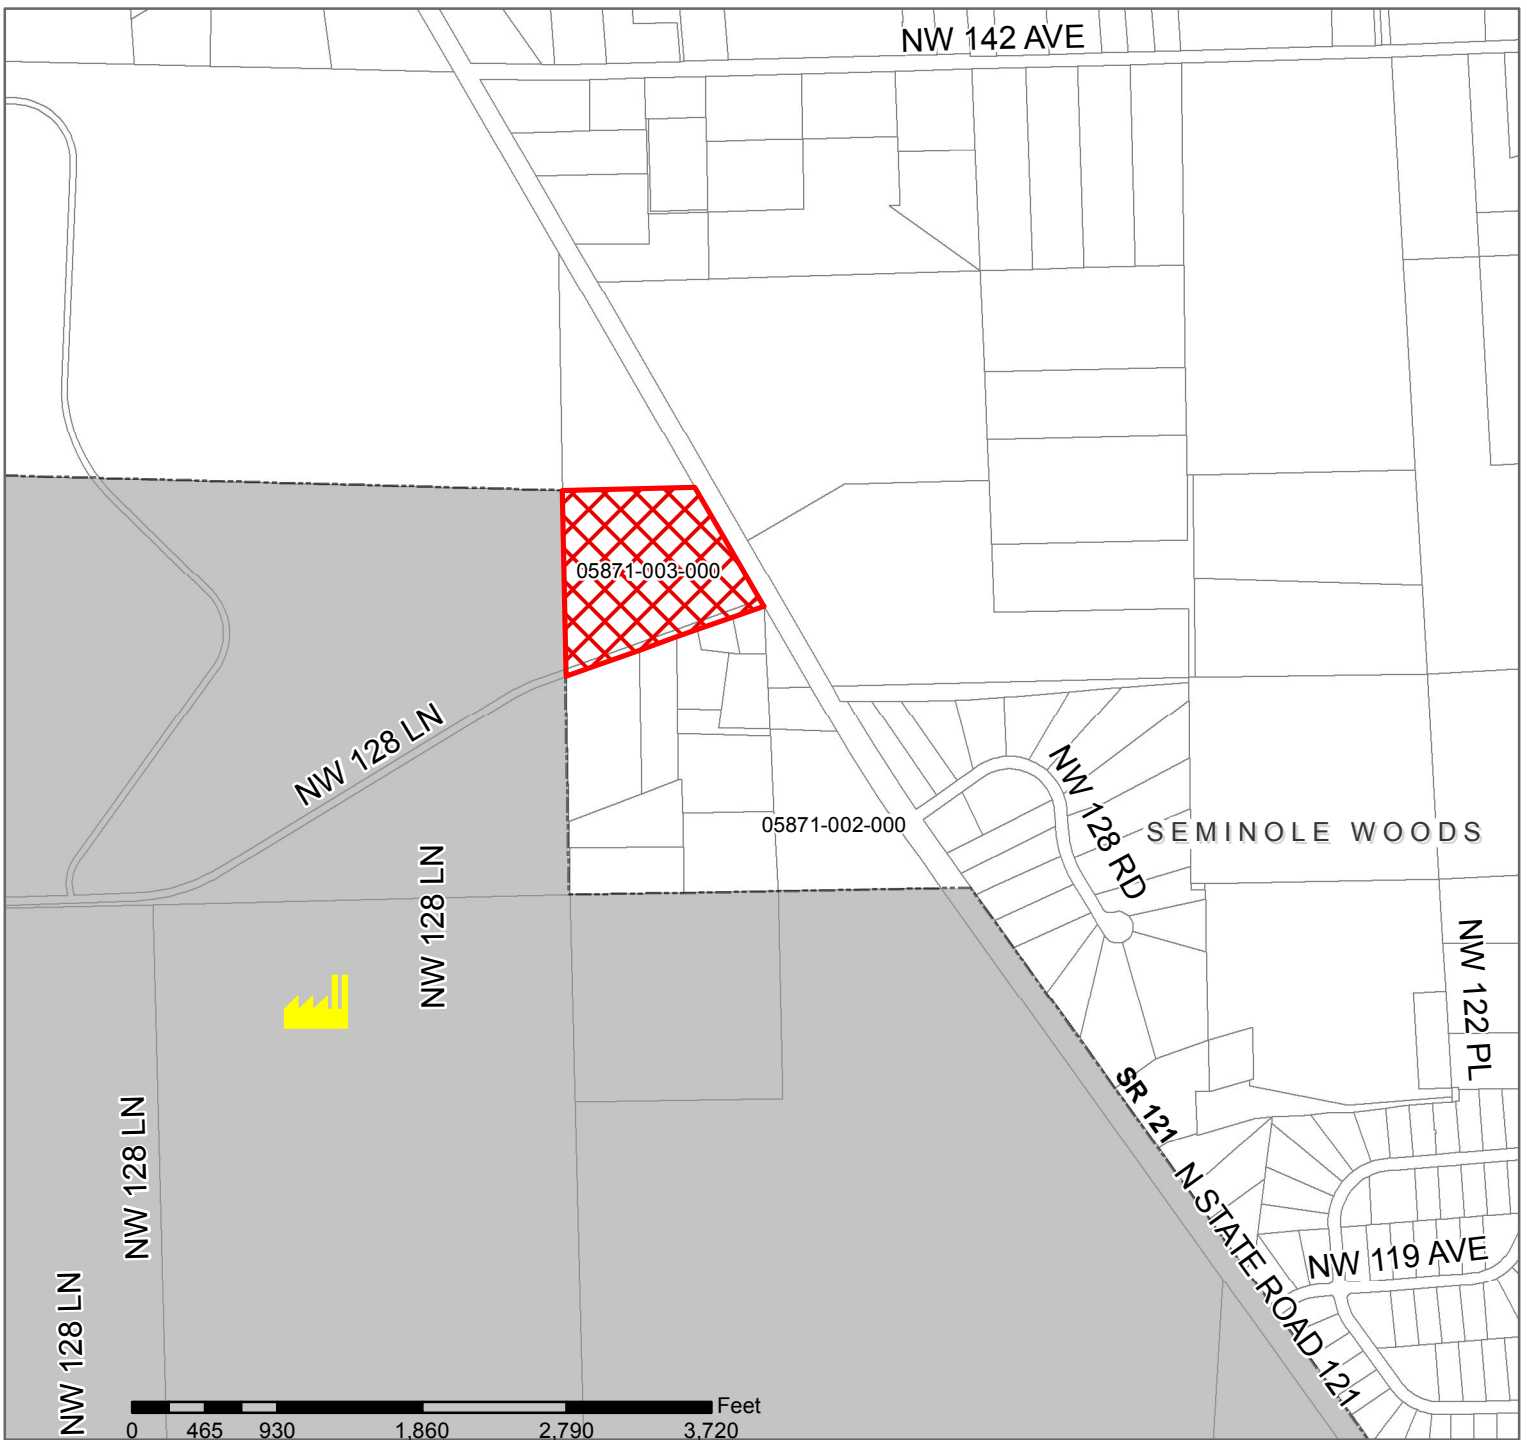 NW 142 AVE
05871-003-000
NW 128 LN
NW 128 RD
05871-002-000
SEMINOLE WOODS
NW 128 LN
NW 122 PL
SR 121
NW 128 LN
N STATE ROAD 121
NW 119 AVE
NW 128 LN
Feet
0 465 930 1,860 2,790 3,720